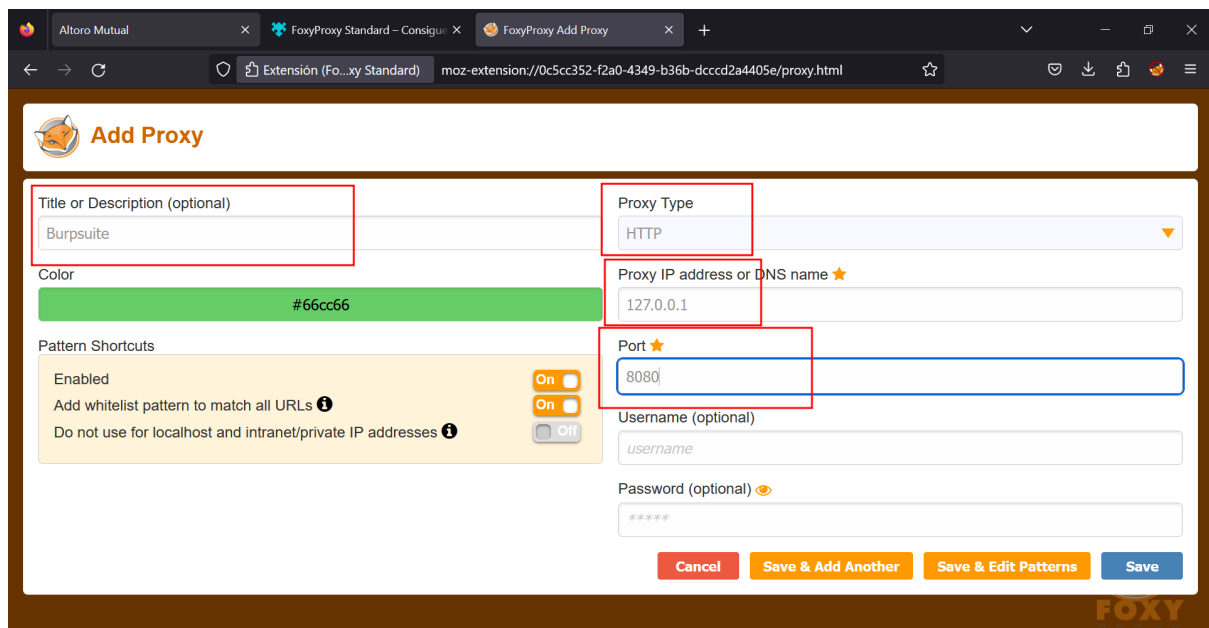 Altoro Mutual
FoxyProxy Standard – Consigue
FoxyProxy Add Proxy
Extensión (Fo...xy Standard)
moz-extension://0c5cc352-f2a0-4349-b36b-dcccd2a4405e/proxy.html
Add Proxy
Title or Description (optional)
Burpsuite
Color
#66cc66
Pattern Shortcuts
Enabled
On
Add whitelist pattern to match all URLs
On
Do not use for localhost and intranet/private IP addresses
Off
Proxy Type
HTTP
Proxy IP address or DNS name
127.0.0.1
Port
8080
Username (optional)
username
Password (optional)
*****
Cancel
Save & Add Another
Save & Edit Patterns
Save
FOXY